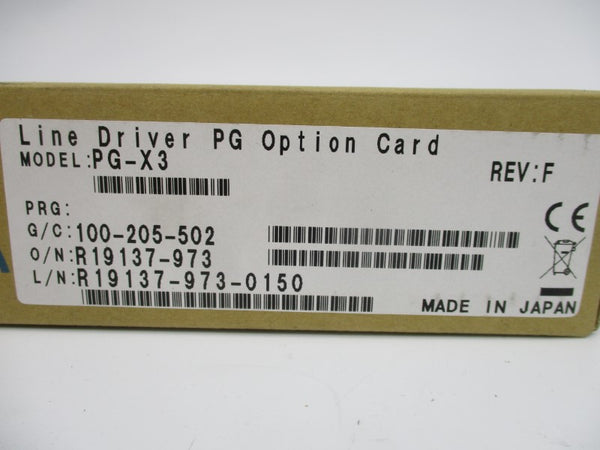 Line Driver PG Option Card
MODEL:PG-X3
REV:F
PRG:
G/C:100-205-502
O/N:R19137-973
L/N:R19137-973-0150
CE
MADE IN JAPAN